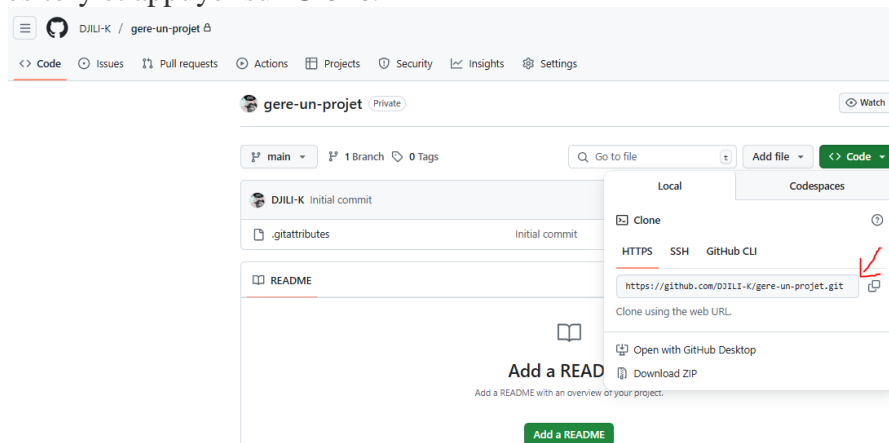 DJILI-K / gere-un-projet
<> Code Issues Pull requests Actions Projects Security Insights Settings
gere-un-projet Private Watch
main 1 Branch 0 Tags Go to file t Add file <> Code
Local Codespaces
DJILI-K Initial commit
Clone
.gitattributes Initial commit
HTTPS SSH GitHub CLI
README
https://github.com/DJILI-K/gere-un-projet.git
Clone using the web URL.
Open with GitHub Desktop
Add a READ
Download ZIP
Add a README with an overview of your project.
Add a README